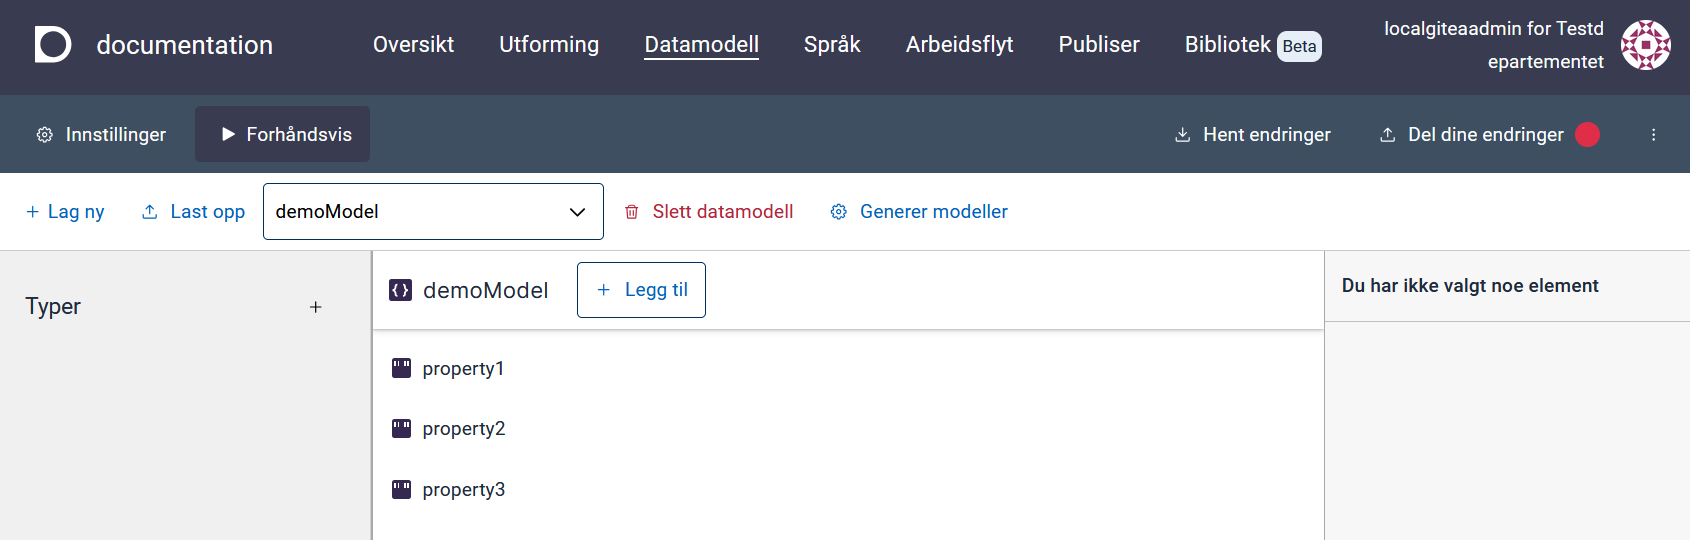 documentation
Oversikt
Utforming
Datamodell
Språk
Arbeidsflyt
Publiser
Bibliotek Beta
localgiteaadmin for Testd
epartementet
Innstillinger
Forhåndsvis
Hent endringer
Del dine endringer
Lag ny
Last opp
demoModel
Slett datamodell
Generer modeller
Typer
demoModel
Legg til
Du har ikke valgt noe element
property1
property2
property3